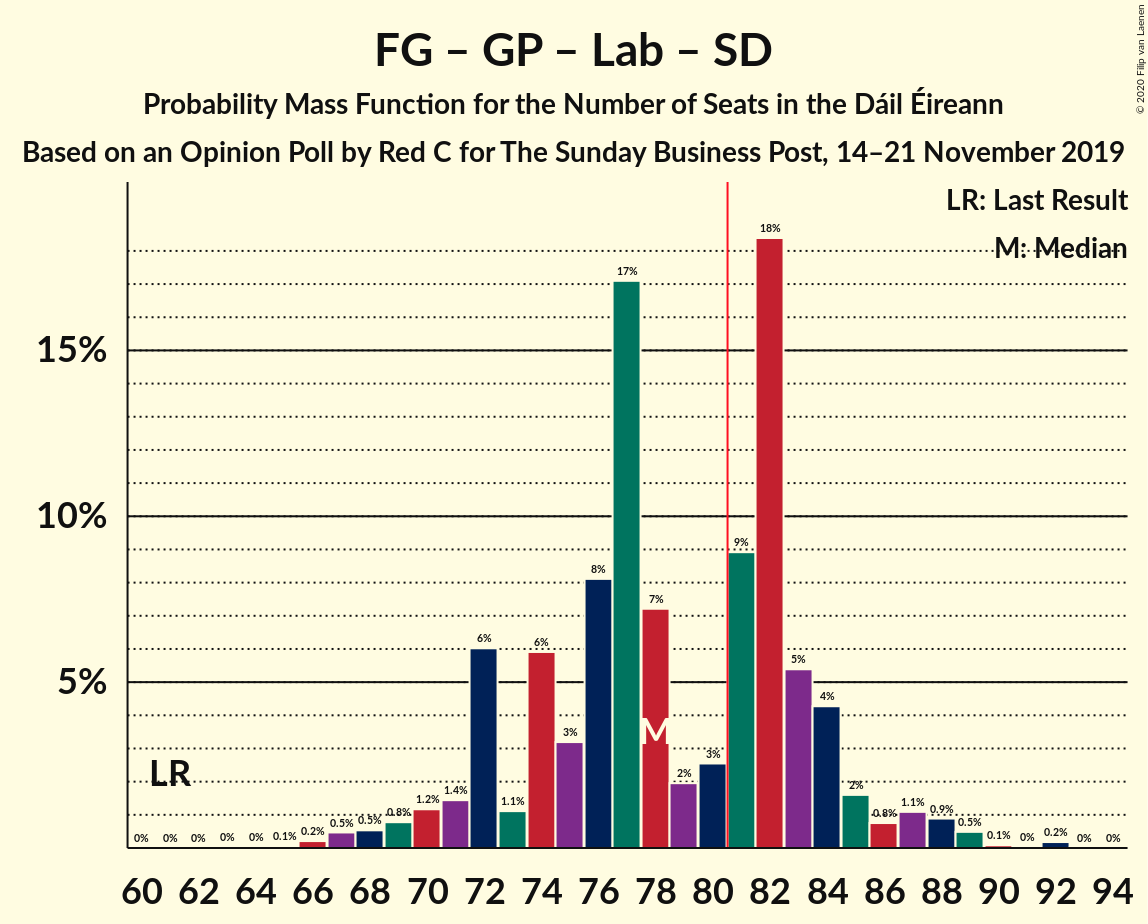 FG – GP – Lab – SD
Probability Mass Function for the Number of Seats in the Dáil Éireann
Based on an Opinion Poll by Red C for The Sunday Business Post, 14–21 November 2019
© 2020 Filip van Laenen
LR: Last Result
M: Median
15%
10%
5%
LR
M
0% 0% 0% 0% 0% 0.1% 0.2% 0.5% 0.5% 0.8% 1.2% 1.4% 6% 1.1% 6% 3% 8% 17% 7% 2% 3% 9% 18% 5% 4% 2% 0.8% 1.1% 0.9% 0.5% 0.1% 0% 0.2% 0% 0%
60 62 64 66 68 70 72 74 76 78 80 82 84 86 88 90 92 94